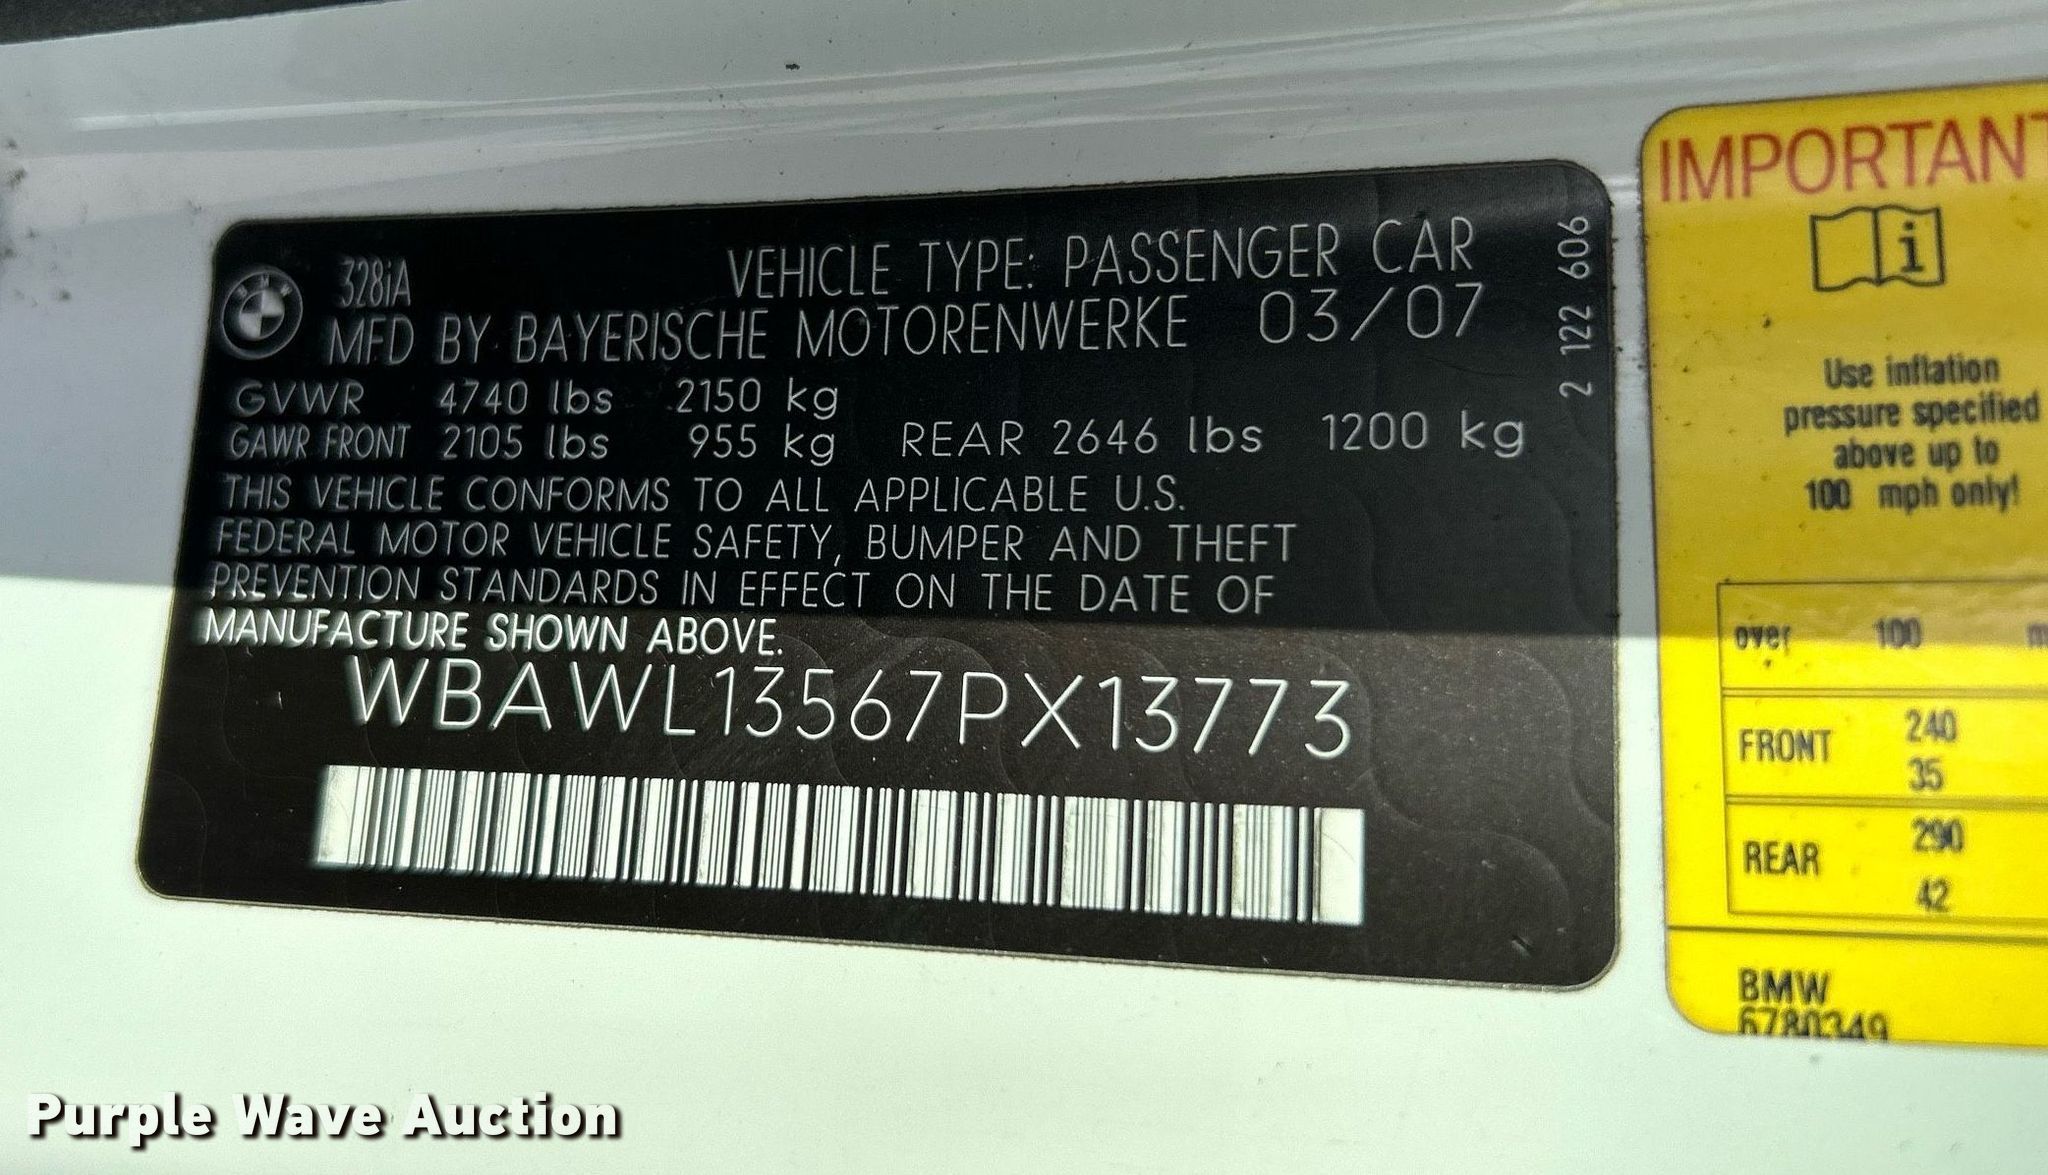 328iA
VEHICLE TYPE: PASSENGER CAR
MFD BY BAYERISCHE MOTORENWERKE 03/07
GVWR 4740 lbs 2150 kg
GAWR FRONT 2105 lbs 955 kg REAR 2646 lbs 1200 kg
THIS VEHICLE CONFORMS TO ALL APPLICABLE U.S.
FEDERAL MOTOR VEHICLE SAFETY, BUMPER AND THEFT
PREVENTION STANDARDS IN EFFECT ON THE DATE OF
MANUFACTURE SHOWN ABOVE.
WBAWL13567PX13773
2 122 606
IMPORTANT
i
Use inflation
pressure specified
above up to
100 mph only!
over 100 m
FRONT 240
35
REAR 290
42
BMW
6780349
Purple Wave Auction